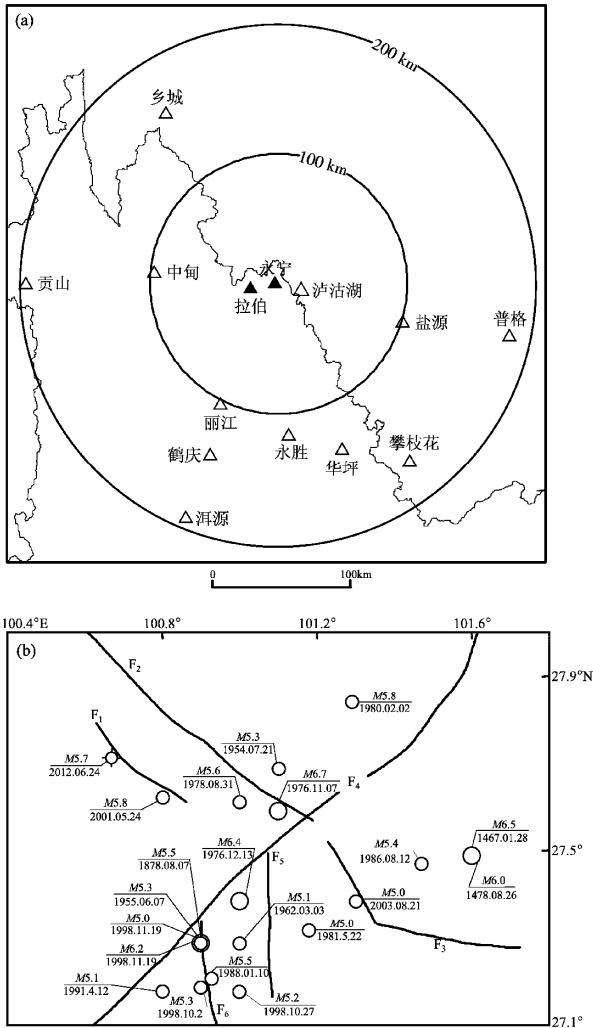 (a)
200 km
乡城
100 km
中甸
永宁
贡山
拉伯
泸沽湖
盐源
普格
丽江
永胜
鹤庆
华坪
攀枝花
洱源
0
100km
100.4°E
100.8°
101.2°
101.6°
(b)
F2
27.9°N
M5.8
1980.02.02
F1
M5.3
1954.07.21
M5.7
2012.06.24
M5.6
1978.08.31
M6.7
1976.11.07
F4
M5.8
2001.05.24
M6.5
1467.01.28
M6.4
1976.12.13
M5.4
1986.08.12
27.5°
M5.5
1878.08.07
F5
M6.0
1478.08.26
M5.3
1955.06.07
M5.1
1962.03.03
M5.0
2003.08.21
M5.0
1998.11.19
M5.0
1981.5.22
M6.2
1998.11.19
F3
M5.5
1988.01.10
M5.1
1991.4.12
M5.3
1998.10.2
F6
M5.2
1998.10.27
27.1°